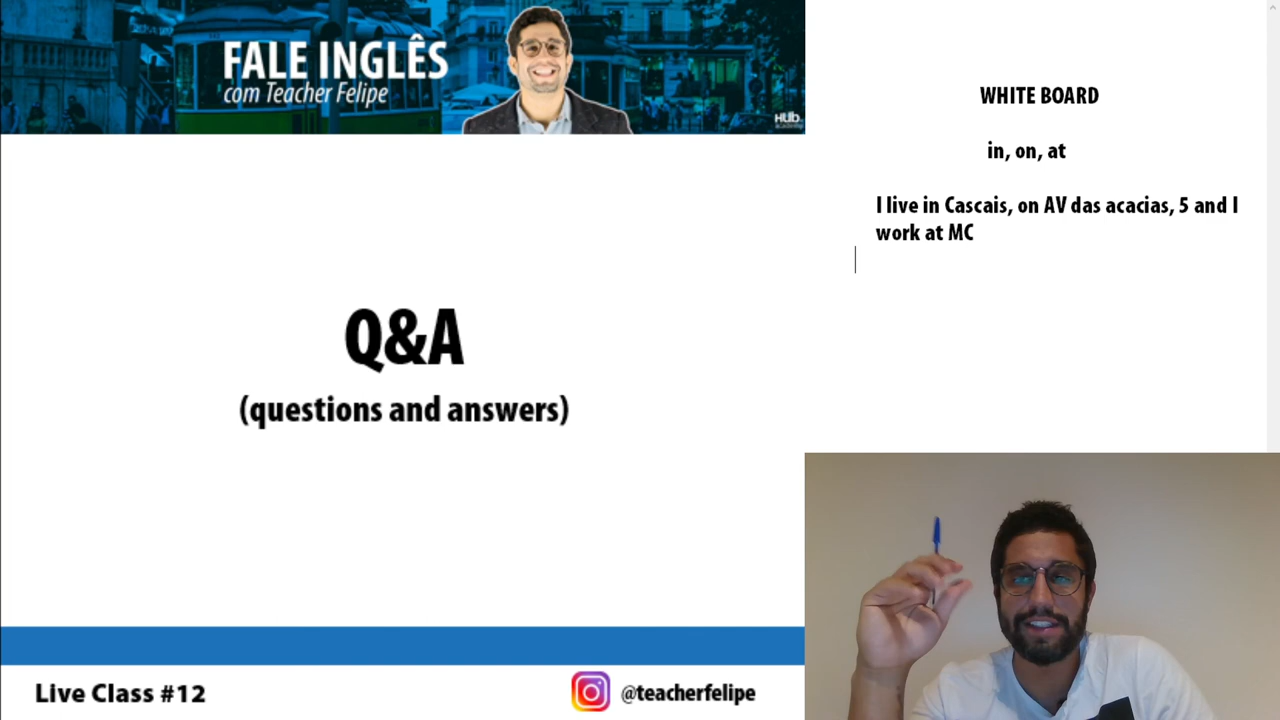 FALE INGLÊS
com Teacher Felipe
HUb
academy
Q&A
(questions and answers)
Live Class #12
@teacherfelipe
WHITE BOARD
in, on, at
I live in Cascais, on AV das acacias, 5 and I
work at MC